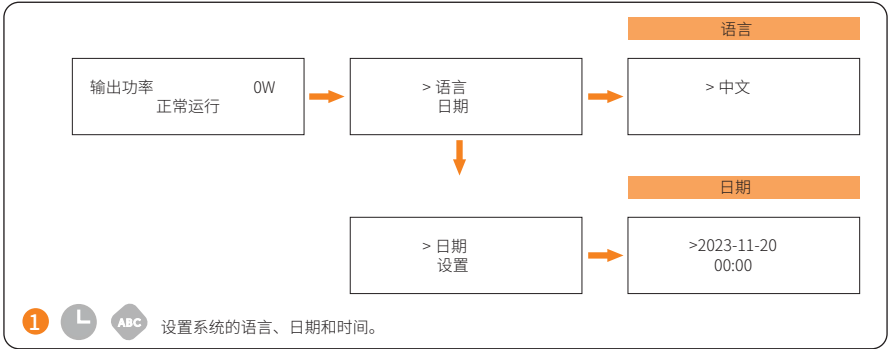 语言
输出功率 0W
正常运行
> 语言
日期
> 中文
日期
> 日期
设置
>2023-11-20
00:00
1 ABC 设置系统的语言、日期和时间。